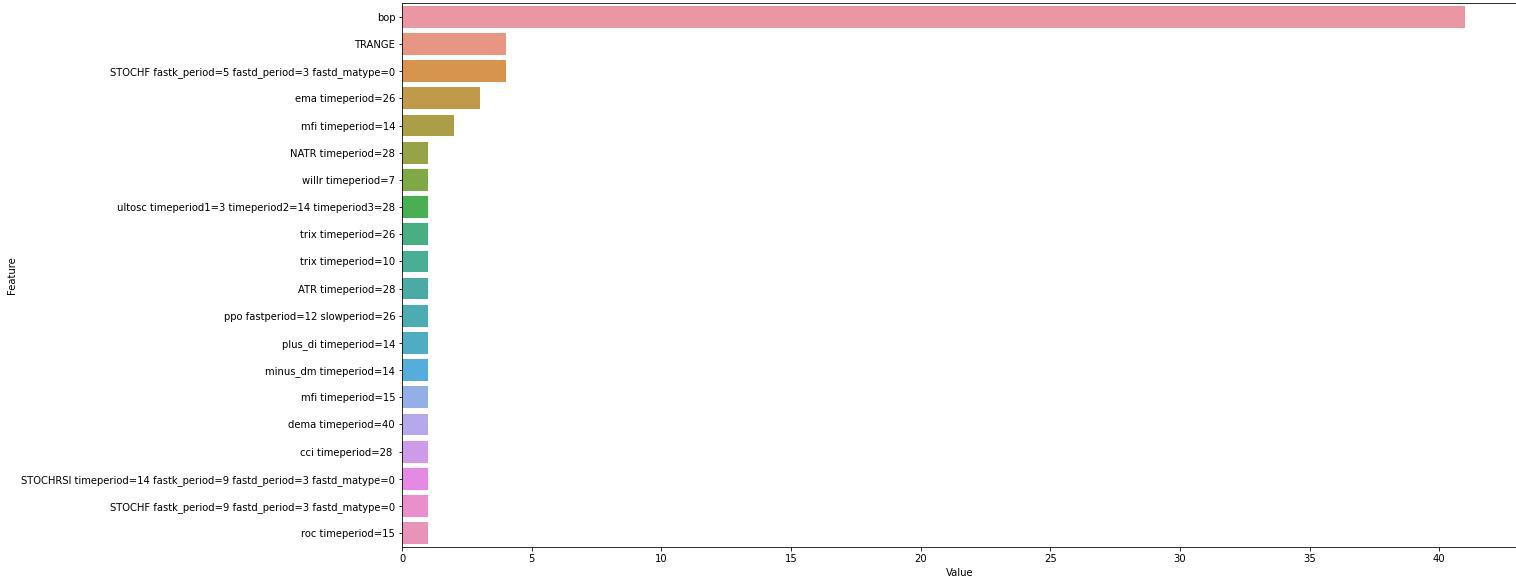 bop
TRANGE
STOCHF fastk_period=5 fastd_period=3 fastd_matype=0
ema timeperiod=26
mfi timeperiod=14
NATR timeperiod=28
willr timeperiod=7
ultosc timeperiod1=3 timeperiod2=14 timeperiod3=28
trix timeperiod=26
trix timeperiod=10
ATR timeperiod=28
ppo fastperiod=12 slowperiod=26
plus_di timeperiod=14
minus_dm timeperiod=14
mfi timeperiod=15
dema timeperiod=40
cci timeperiod=28
STOCHRSI timeperiod=14 fastk_period=9 fastd_period=3 fastd_matype=0
STOCHF fastk_period=9 fastd_period=3 fastd_matype=0
roc timeperiod=15
Feature
0 5 10 15 20 25 30 35 40
Value